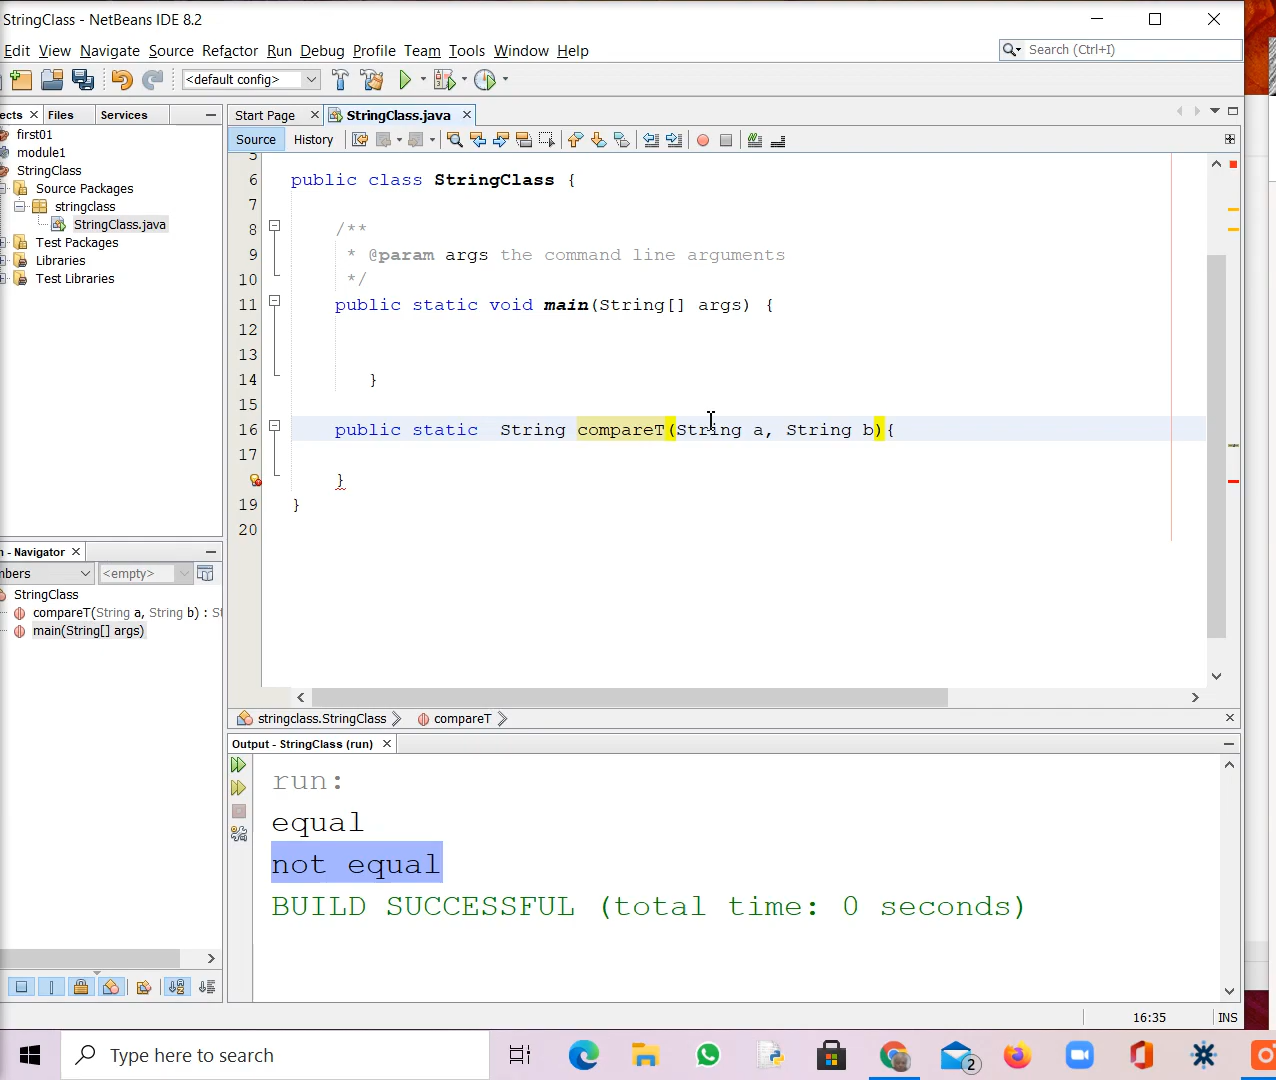 StringClass - NetBeans IDE 8.2
Edit View Navigate Source Refactor Run Debug Profile Team Tools Window Help
Search (Ctrl+I)
<default config>
ects Files Services
Start Page StringClass.java
Source History
first01
module1
StringClass
Source Packages
stringclass
StringClass.java
Test Packages
Libraries
Test Libraries
5
6 public class StringClass {
7
8 /**
9 * @param args the command line arguments
10 */
11 public static void main(String[] args) {
12
13
14 }
15
16 public static String compareT(String a, String b){
17
}
19 }
20
n - Navigator
nbers <empty>
StringClass
compareT(String a, String b) : St
main(String[] args)
stringclass.StringClass compareT
Output - StringClass (run)
run:
equal
not equal
BUILD SUCCESSFUL (total time: 0 seconds)
16:35 INS
Type here to search
2